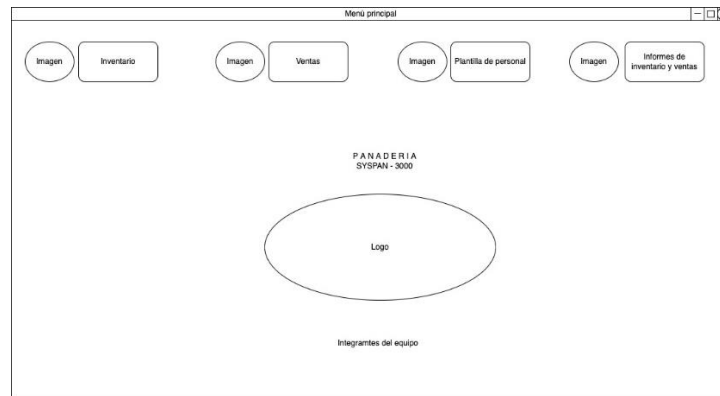 Menú principal
Imagen
Inventario
Imagen
Ventas
Imagen
Plantilla de personal
Imagen
Informes de
inventario y ventas
P A N A D E R I A
SYSPAN - 3000
Logo
Integramtes del equipo